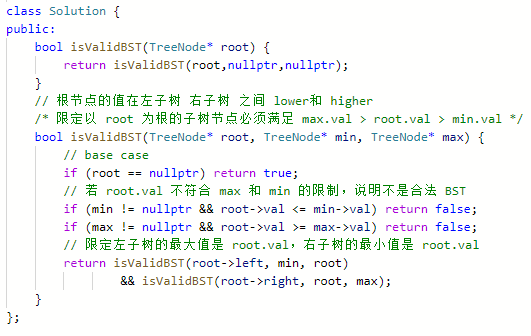 class Solution {
public:
    bool isValidBST(TreeNode* root) {
        return isValidBST(root,nullptr,nullptr);
    }
    // 根节点的值在左子树 右子树 之间 lower和 higher
    /* 限定以 root 为根的子树节点必须满足 max.val > root.val > min.val */
    bool isValidBST(TreeNode* root, TreeNode* min, TreeNode* max) {
        // base case
        if (root == nullptr) return true;
        // 若 root.val 不符合 max 和 min 的限制，说明不是合法 BST
        if (min != nullptr && root->val <= min->val) return false;
        if (max != nullptr && root->val >= max->val) return false;
        // 限定左子树的最大值是 root.val，右子树的最小值是 root.val
        return isValidBST(root->left, min, root)
                && isValidBST(root->right, root, max);
    }
};